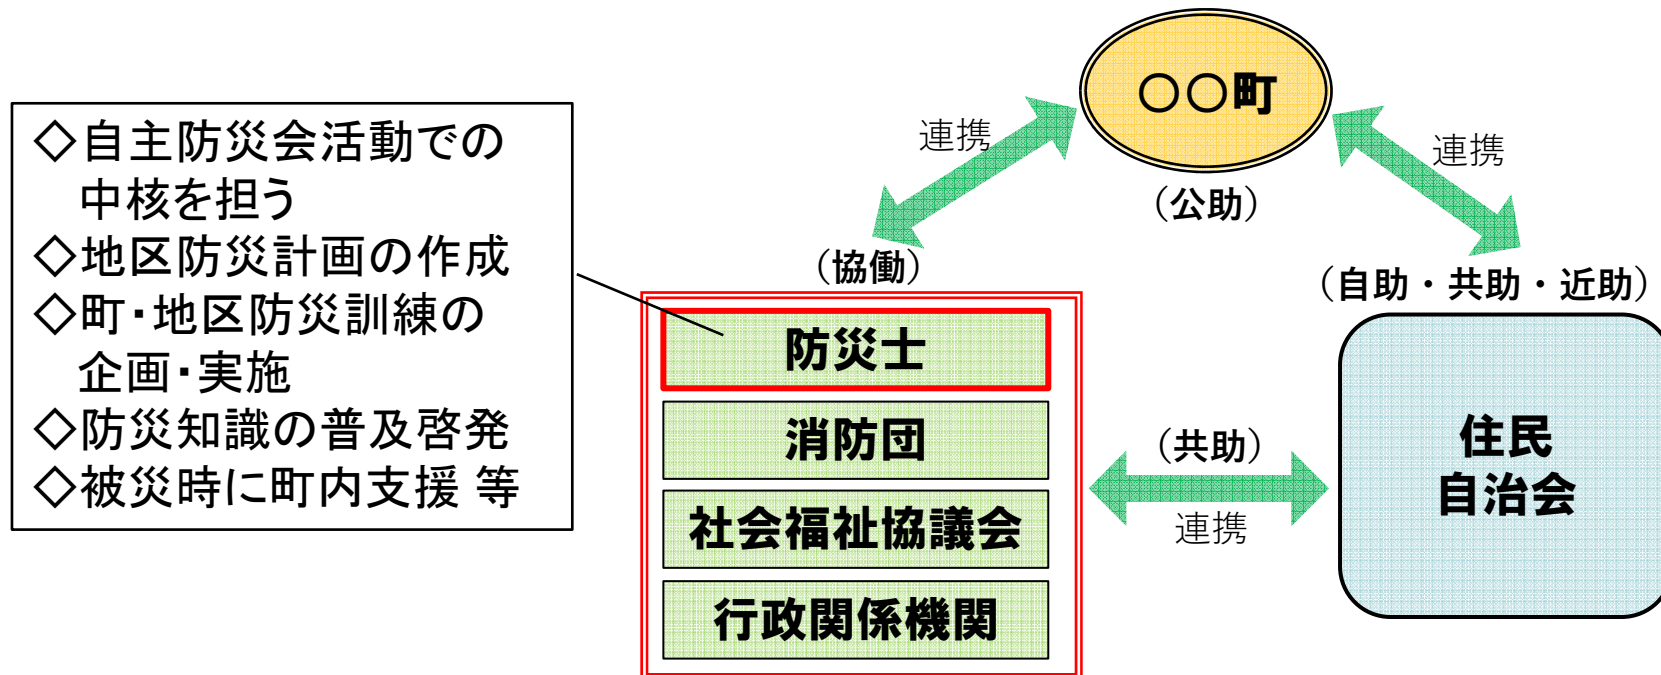 ◇自主防災会活動での
中核を担う
◇地区防災計画の作成
◇町・地区防災訓練の
企画・実施
◇防災知識の普及啓発
◇被災時に町内支援 等
〇〇町
(公助)
連携
連携
(協働)
防災士
消防団
社会福祉協議会
行政関係機関
(共助)
連携
(自助・共助・近助)
住民
自治会